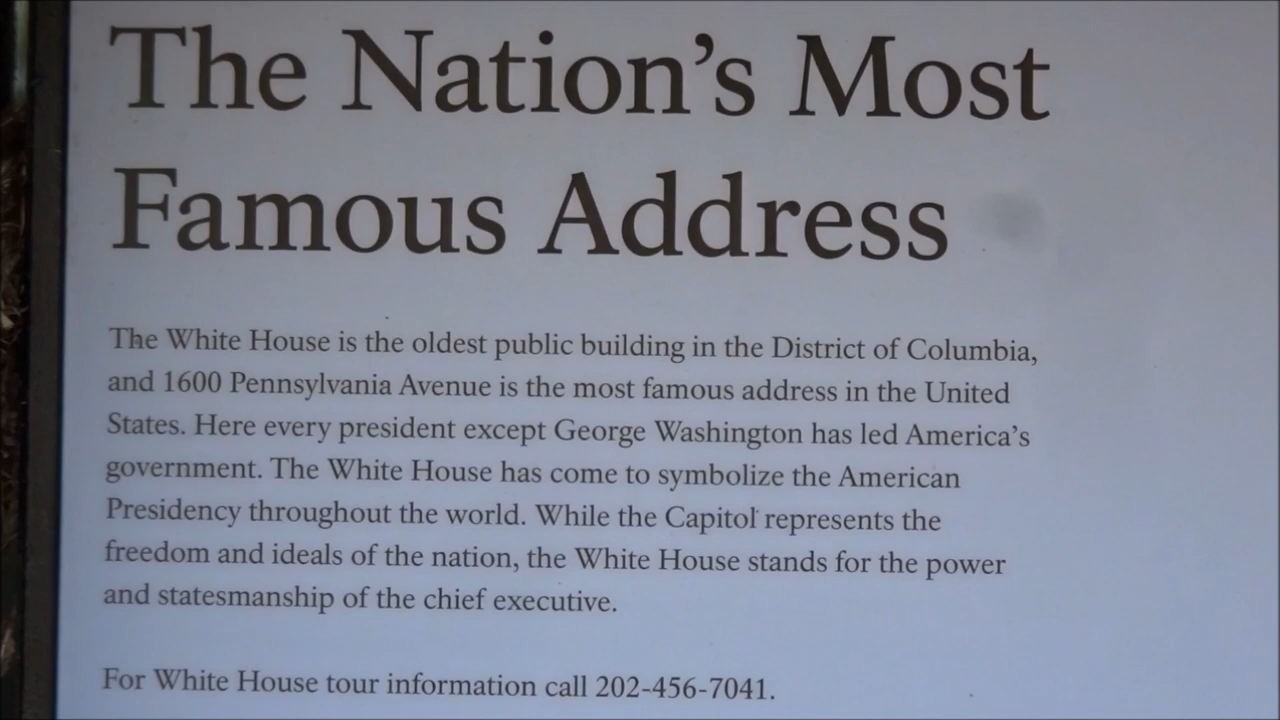 The Nation’s Most
Famous Address
The White House is the oldest public building in the District of Columbia,
and 1600 Pennsylvania Avenue is the most famous address in the United
States. Here every president except George Washington has led America’s
government. The White House has come to symbolize the American
Presidency throughout the world. While the Capitol represents the
freedom and ideals of the nation, the White House stands for the power
and statesmanship of the chief executive.
For White House tour information call 202-456-7041.